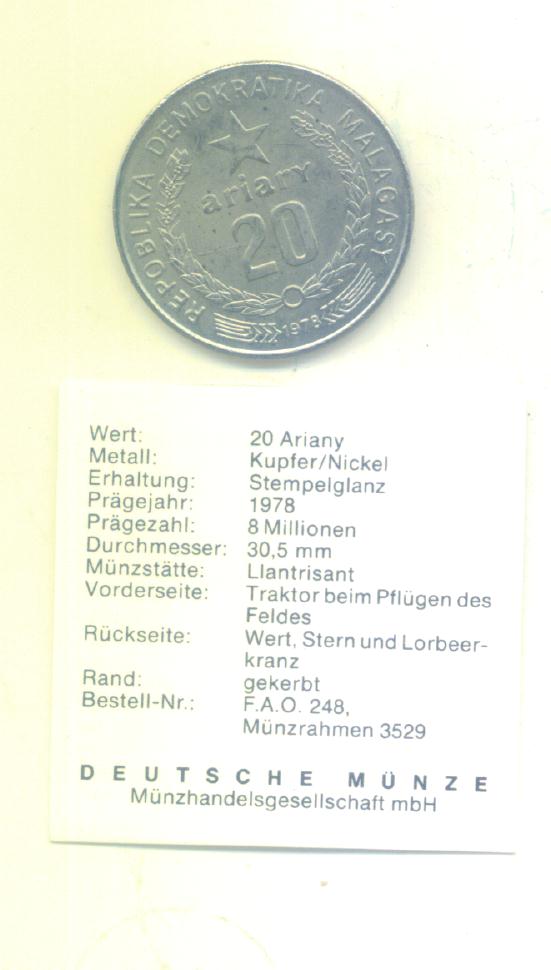 REPOBLIKA DEMOKRATIKA MALAGASY
ariary
20
1978
Wert: 20 Ariany
Metall: Kupfer/Nickel
Erhaltung: Stempelglanz
Prägejahr: 1978
Prägezahl: 8 Millionen
Durchmesser: 30,5 mm
Münzstätte: Llantrisant
Vorderseite: Traktor beim Pflügen des
Feldes
Rückseite: Wert, Stern und Lorbeer-
kranz
Rand: gekerbt
Bestell-Nr.: F.A.O. 248,
Münzrahmen 3529
DEUTSCHE MÜNZE
Münzhandelsgesellschaft mbH